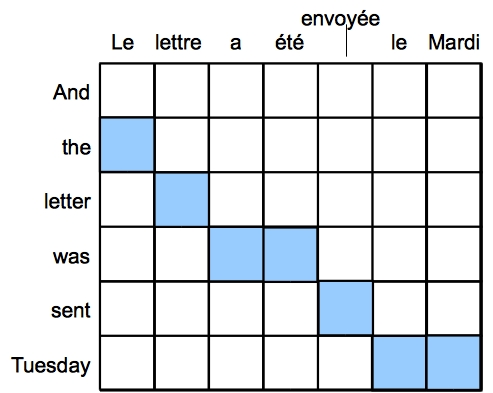 envoyée
Le lettre a été le Mardi
And
the
letter
was
sent
Tuesday